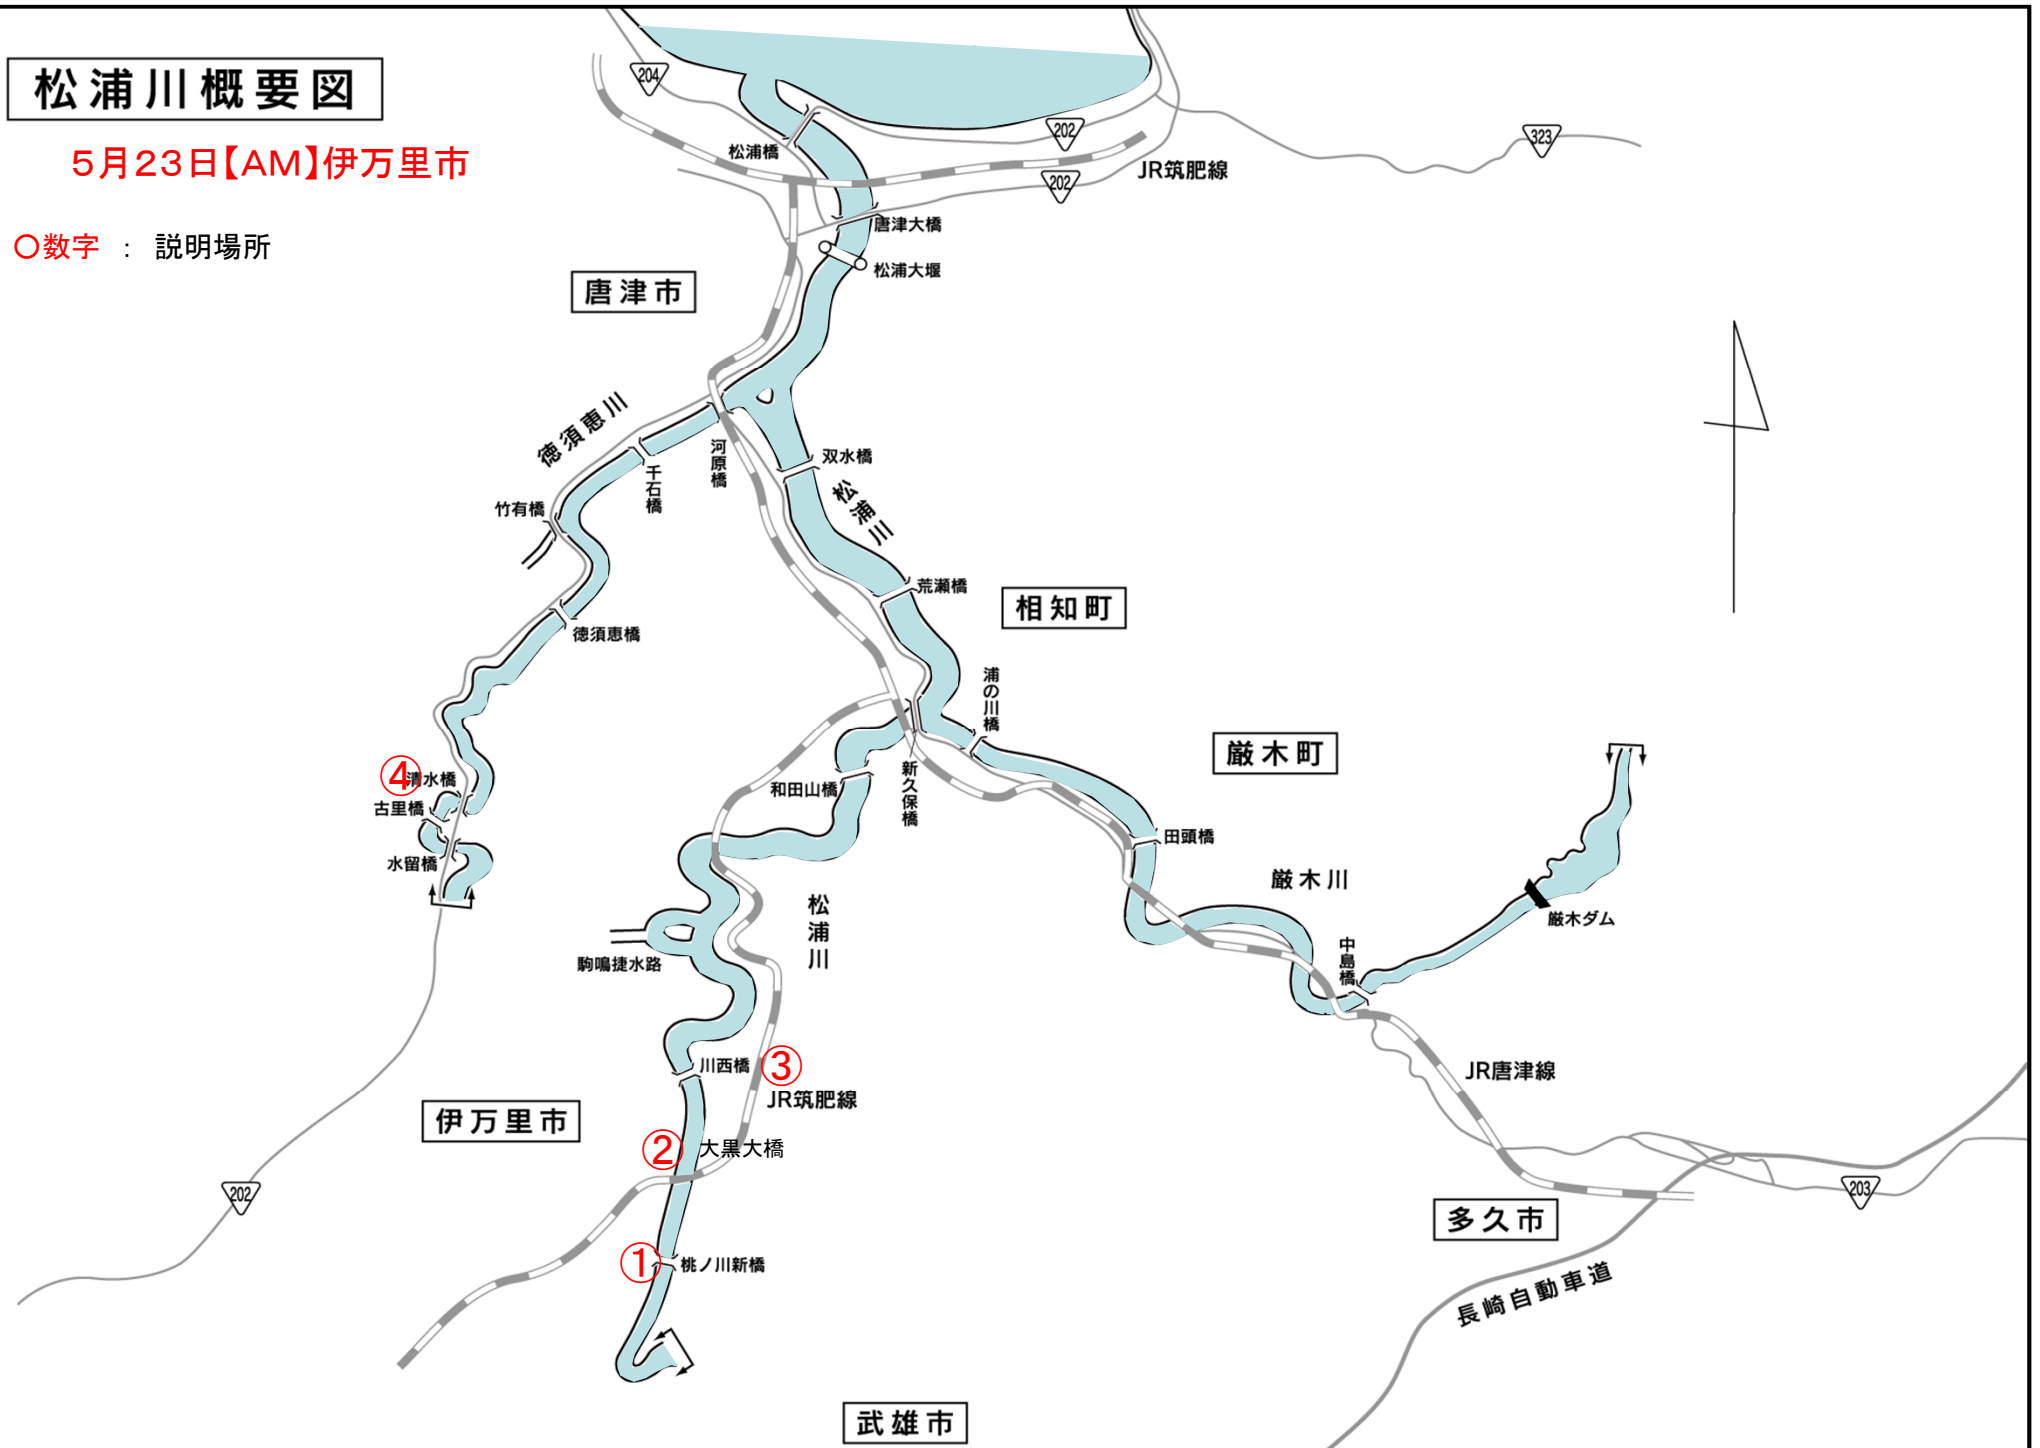 松浦川概要図
5月23日【AM】伊万里市
○数字 : 説明場所
204
松浦橋
202
323
JR筑肥線
202
唐津大橋
松浦大堰
唐津市
徳須恵川
河原橋
千石橋
双水橋
松浦川
竹有橋
荒瀬橋
相知町
徳須恵橋
浦の川橋
厳木町
④
清水橋
古里橋
水留橋
和田山橋
新久保橋
田頭橋
厳木川
厳木ダム
松浦川
中島橋
駒鳴捷水路
川西橋
③
JR筑肥線
JR唐津線
伊万里市
②
大黒大橋
202
203
多久市
①
桃ノ川新橋
長崎自動車道
武雄市